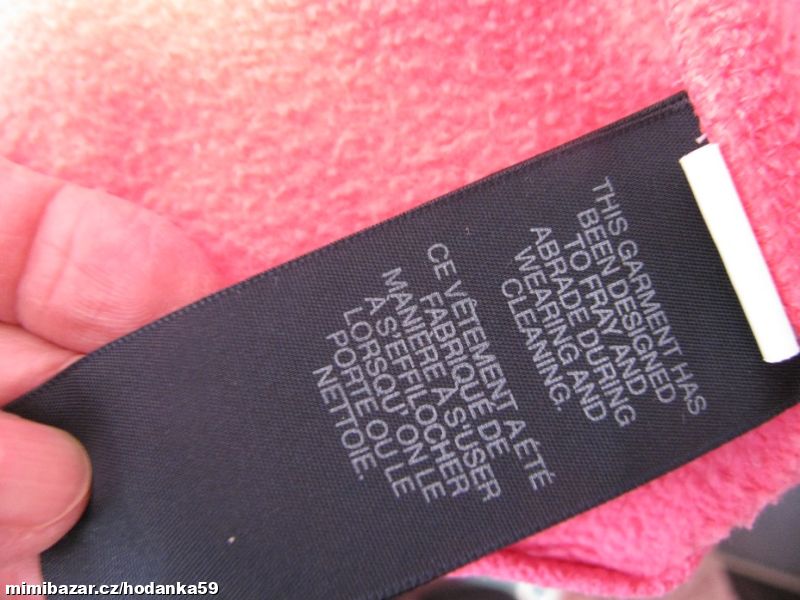 THIS GARMENT HAS
BEEN DESIGNED
TO FRAY AND
ABRADE DURING
WEARING AND
CLEANING.
CE VÊTEMENT A ÉTÉ
FABRIQUÉ DE
MANIÈRE À S'USER
À S'EFFILOCHER
LORSQU' ON LE
PORTE OU LE
NETTOIE.
mimibazar.cz/hodanka59